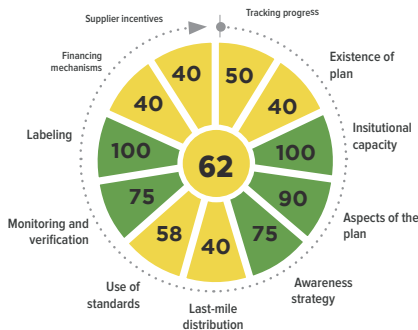 Supplier incentives
Tracking progress
Financing
mechanisms
Existence of
plan
40
50
40
40
Labeling
Insitutional
capacity
100
100
62
75
90
Monitoring and
verification
Aspects of the
plan
58
40
75
Use of
standards
Last-mile
distribution
Awareness
strategy